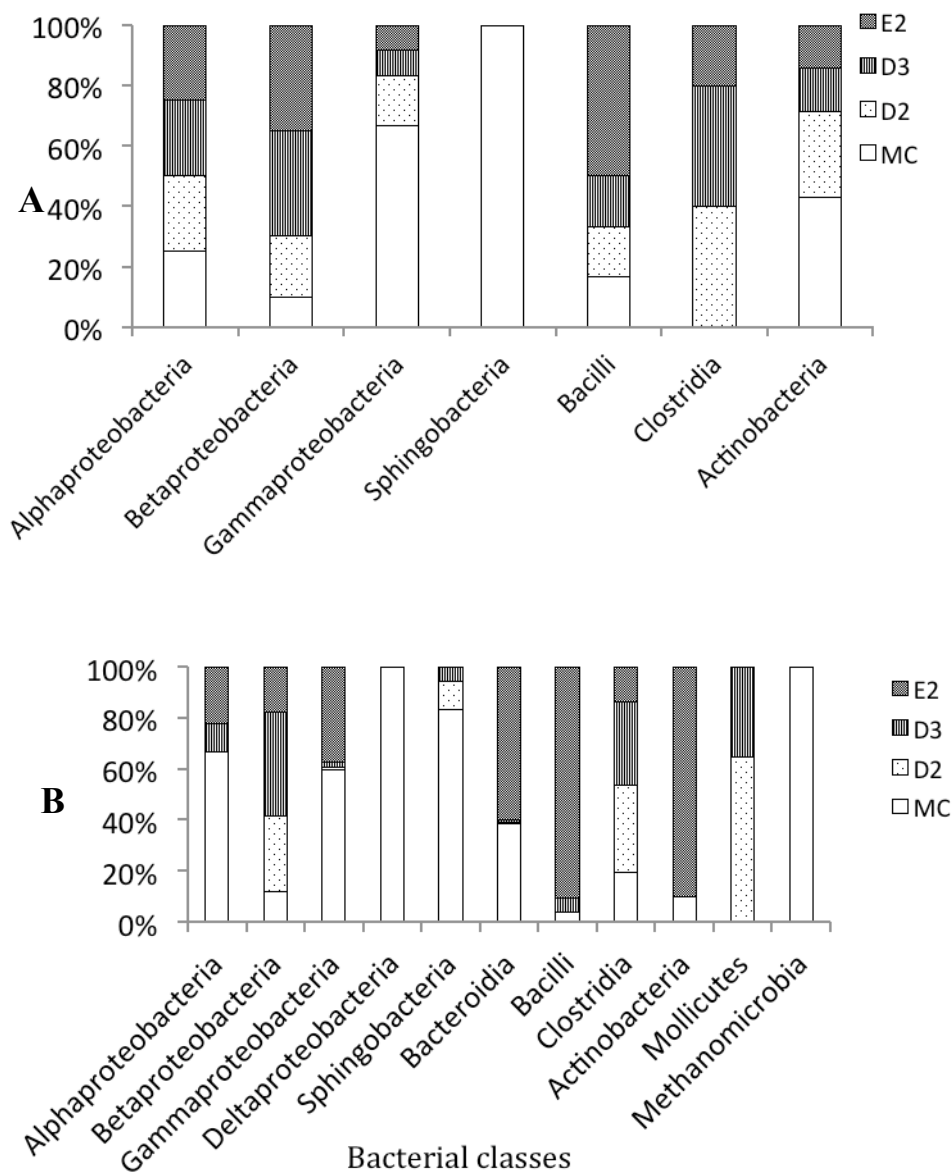 A
100%
80%
60%
40%
20%
0%
E2
D3
D2
MC
Alphaproteobacteria
Betaproteobacteria
Gammaproteobacteria
Sphingobacteria
Bacilli
Clostridia
Actinobacteria
B
100%
80%
60%
40%
20%
0%
E2
D3
D2
MC
Alphaproteobacteria
Betaproteobacteria
Gammaproteobacteria
Deltaproteobacteria
Sphingobacteria
Bacteroidia
Bacilli
Clostridia
Actinobacteria
Mollicutes
Methanomicrobia
Bacterial classes